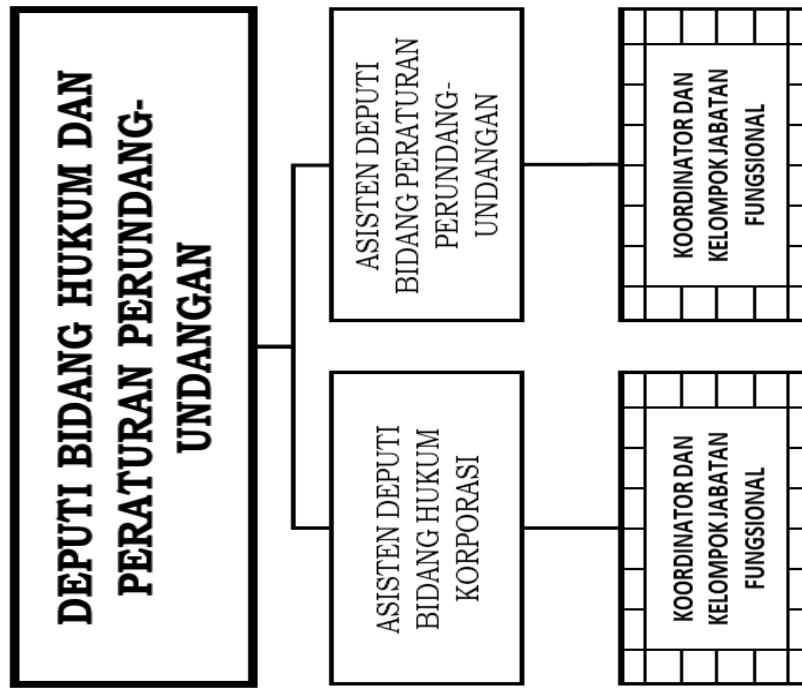 DEPUTI BIDANG HUKUM DAN
PERATURAN PERUNDANG-
UNDANGAN
ASISTEN DEPUTI
BIDANG HUKUM
KORPORASI
ASISTEN DEPUTI
BIDANG PERATURAN
PERUNDANG-
UNDANGAN
KOORDINATOR DAN
KELOMPOK JABATAN
FUNGSIONAL
KOORDINATOR DAN
KELOMPOK JABATAN
FUNGSIONAL